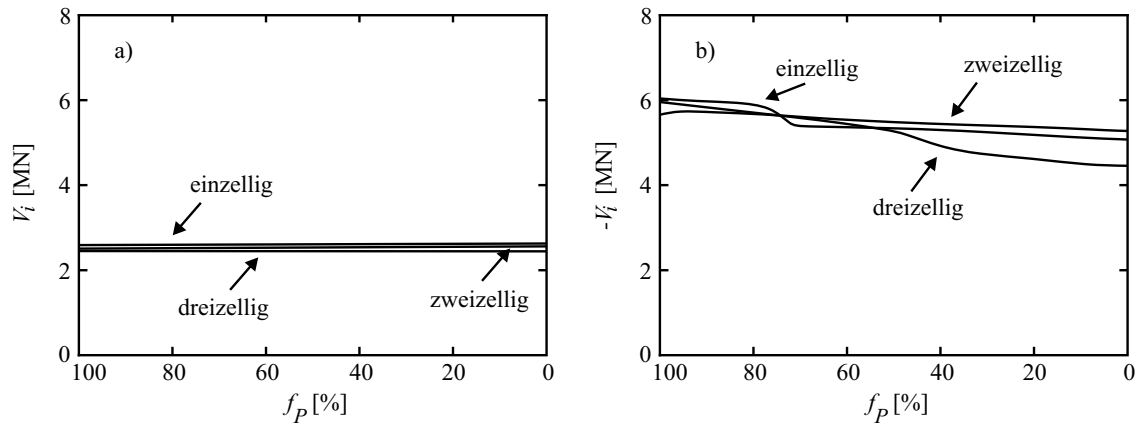 8
6
4
2
0
V_i [MN]
a)
einzellig
dreizellig
zweizellig
100 80 60 40 20 0
f_P [%]
8
6
4
2
0
-V_i [MN]
b)
einzellig
zweizellig
dreizellig
100 80 60 40 20 0
f_P [%]